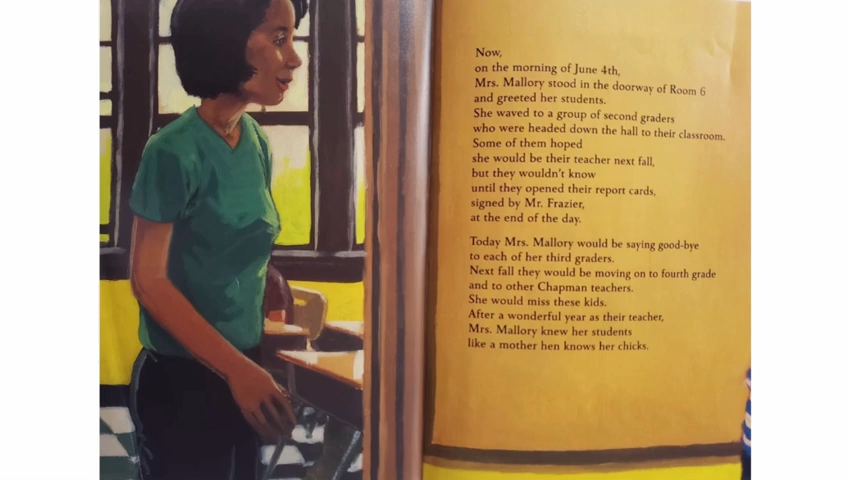 Now,
on the morning of June 4th,
Mrs. Mallory stood in the doorway of Room 6
and greeted her students.
She waved to a group of second graders
who were headed down the hall to their classroom.
Some of them hoped
she would be their teacher next fall,
but they wouldn't know
until they opened their report cards,
signed by Mr. Frazier,
at the end of the day.
Today Mrs. Mallory would be saying good-bye
to each of her third graders.
Next fall they would be moving on to fourth grade
and to other Chapman teachers.
She would miss these kids.
After a wonderful year as their teacher,
Mrs. Mallory knew her students
like a mother hen knows her chicks.